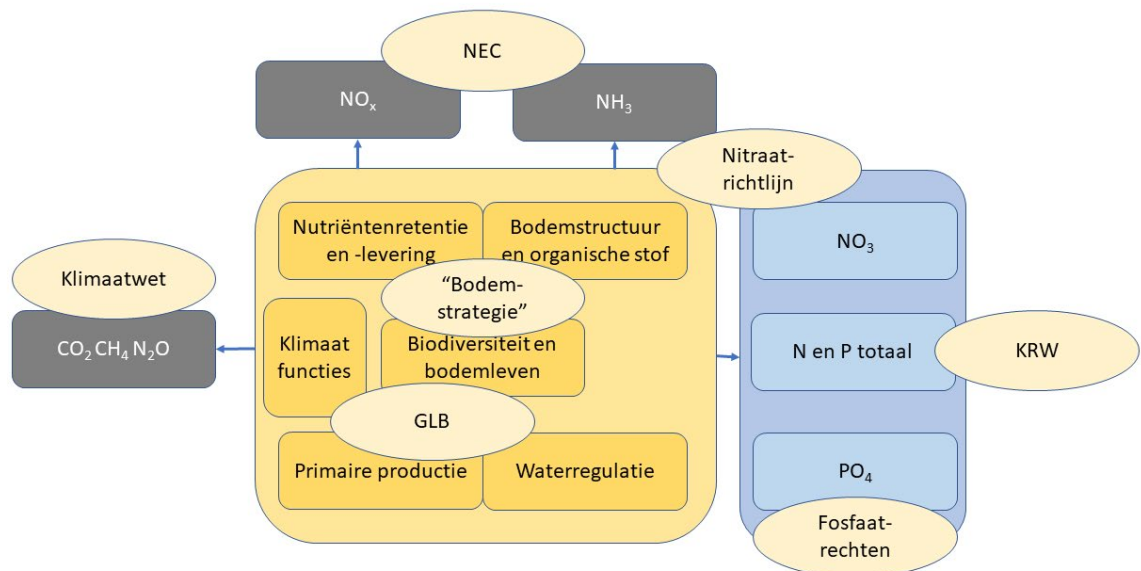 NEC
NOₓ
NH₃
Nitraat-
richtlijn
Nutriëntenretentie
en -levering
Bodemstructuur
en organische stof
NO₃
Klimaatwet
"Bodem-
strategie"
CO₂ CH₄ N₂O
Klimaat
functies
Biodiversiteit en
bodemleven
N en P totaal
KRW
GLB
Primaire productie
Waterregulatie
PO₄
Fosfaat-
rechten